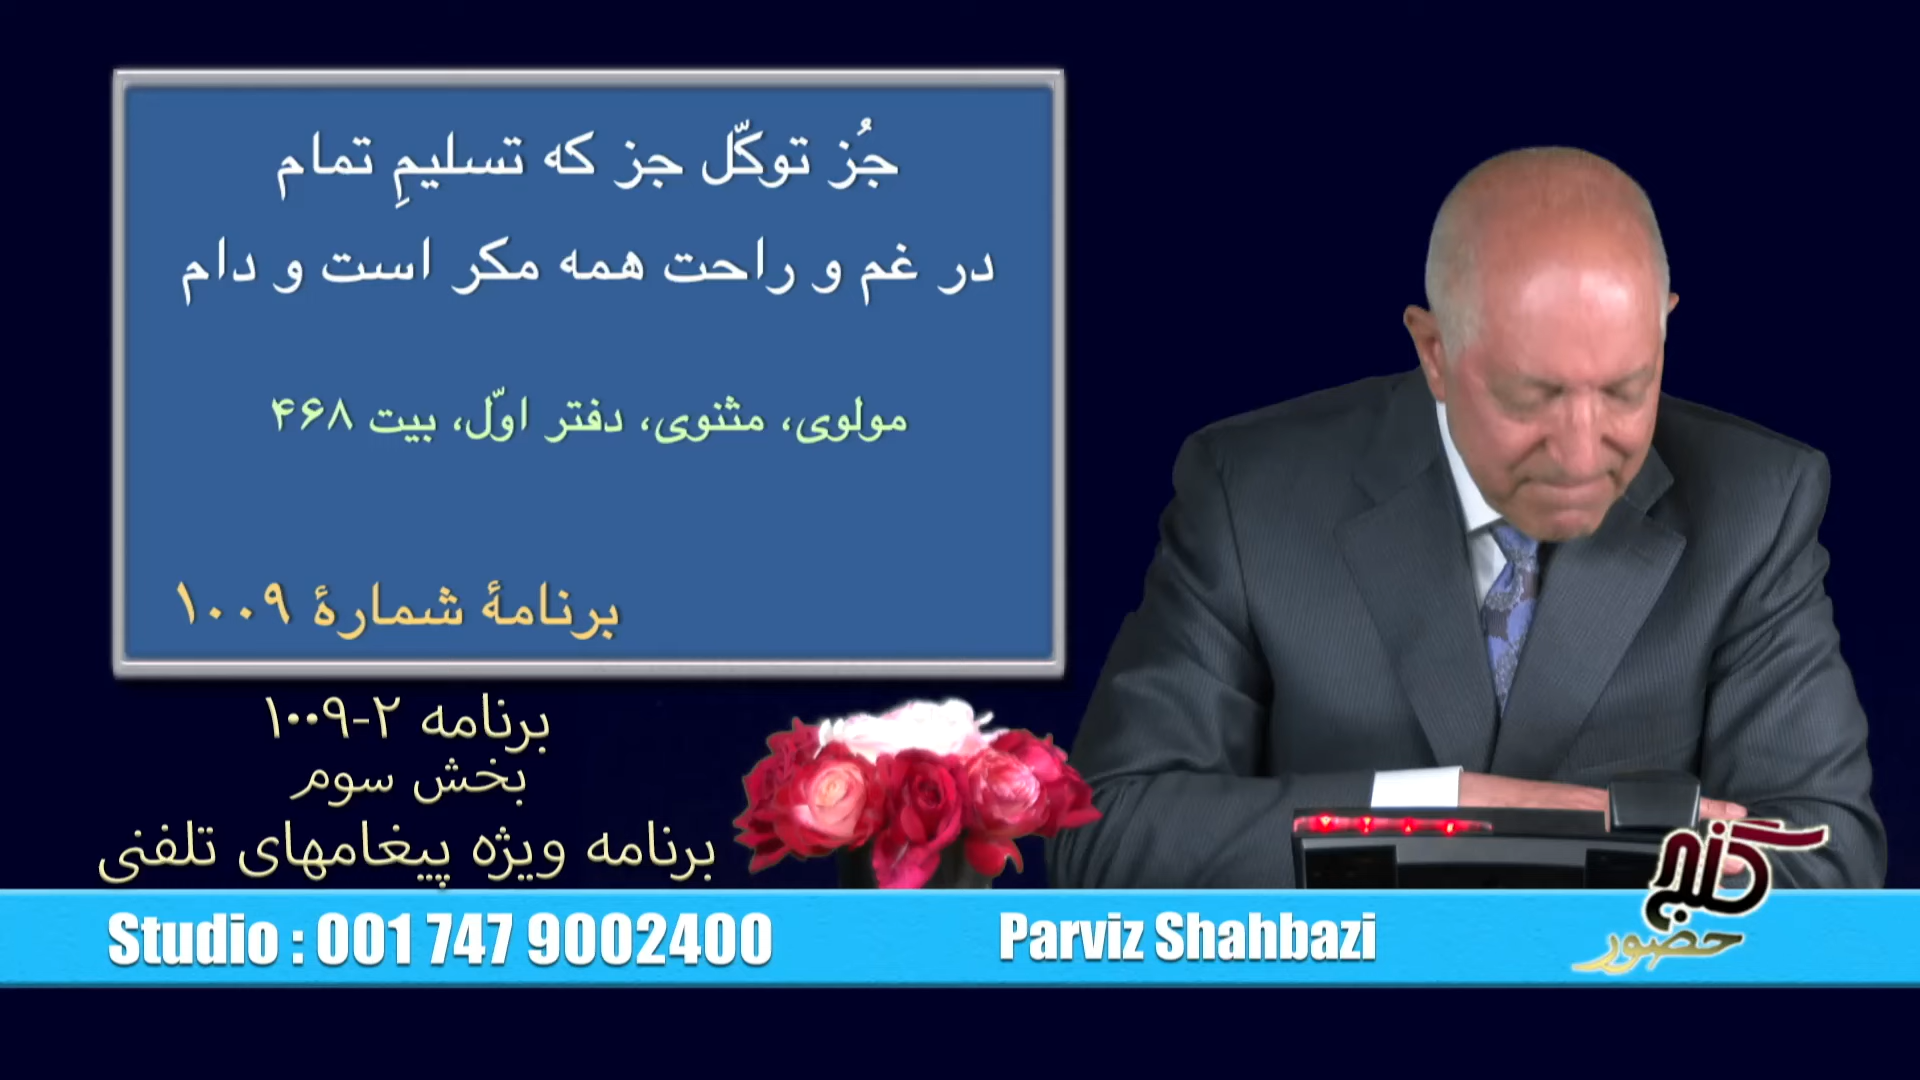 جُز توکّل جز که تسلیمِ تمام
در غم و راحت همه مکر است و دام
مولوی، مثنوی، دفتر اوّل، بیت ۴۶۸
برنامهٔ شمارهٔ ۱۰۰۹
برنامه ۲-۱۰۰۹
بخش سوم
برنامه ویژه پیغامهای تلفنی
Studio : 001 747 9002400
Parviz Shahbazi
گنج
حضور